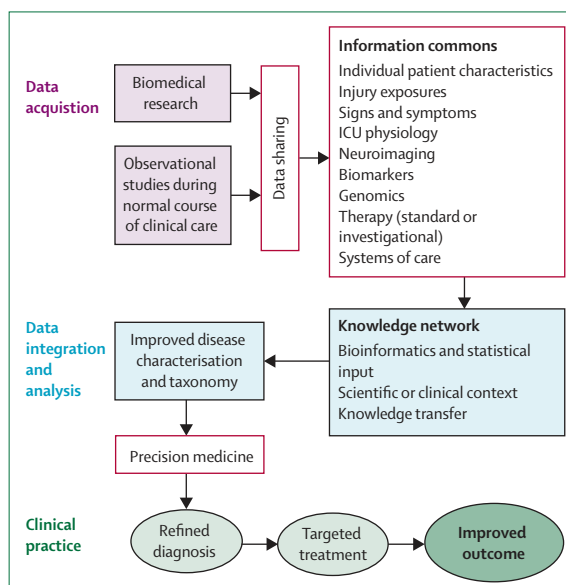 Data
acquistion
Biomedical
research
Observational
studies during
normal course
of clinical care
Data sharing
Information commons
Individual patient characteristics
Injury exposures
Signs and symptoms
ICU physiology
Neuroimaging
Biomarkers
Genomics
Therapy (standard or
investigational)
Systems of care
Data
integration
and
analysis
Improved disease
characterisation
and taxonomy
Knowledge network
Bioinformatics and statistical
input
Scientific or clinical context
Knowledge transfer
Precision medicine
Clinical
practice
Refined
diagnosis
Targeted
treatment
Improved
outcome